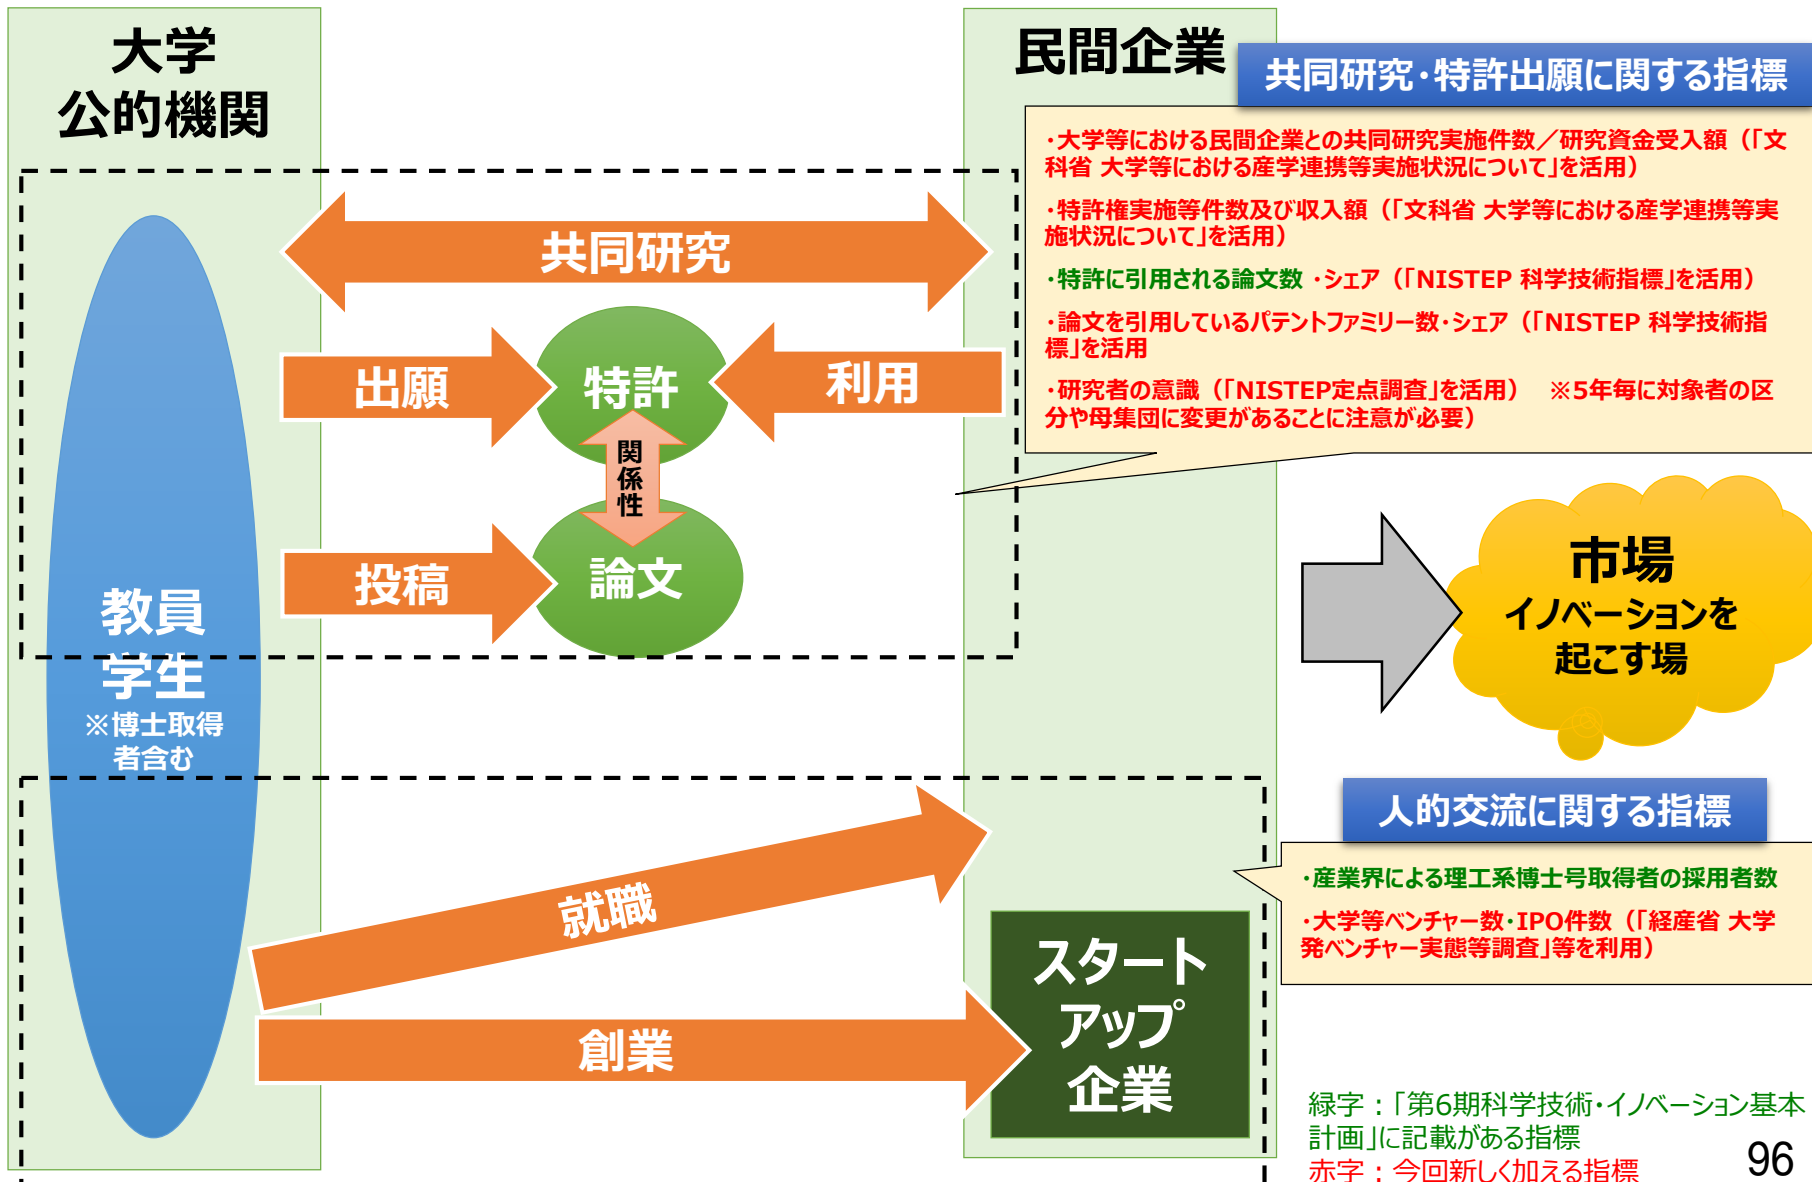 大学
公的機関
民間企業
共同研究・特許出願に関する指標
・大学等における民間企業との共同研究実施件数／研究資金受入額（「文
科省 大学等における産学連携等実施状況について」を活用）
・特許権実施等件数及び収入額（「文科省 大学等における産学連携等実
施状況について」を活用）
・特許に引用される論文数 ・シェア（「NISTEP 科学技術指標」を活用）
・論文を引用しているパテントファミリー数・シェア（「NISTEP 科学技術指
標」を活用
・研究者の意識（「NISTEP定点調査」を活用）　※5年毎に対象者の区
分や母集団に変更があることに注意が必要）
共同研究
出願
特許
利用
関
係
性
投稿
論文
教員
学生
※博士取得
者含む
市場
イノベーションを
起こす場
人的交流に関する指標
・産業界による理工系博士号取得者の採用者数
・大学等ベンチャー数・IPO件数（「経産省 大学
発ベンチャー実態等調査」等を利用）
就職
創業
スタート
アップ
企業
緑字：「第6期科学技術・イノベーション基本
計画」に記載がある指標
赤字：今回新しく加える指標
96